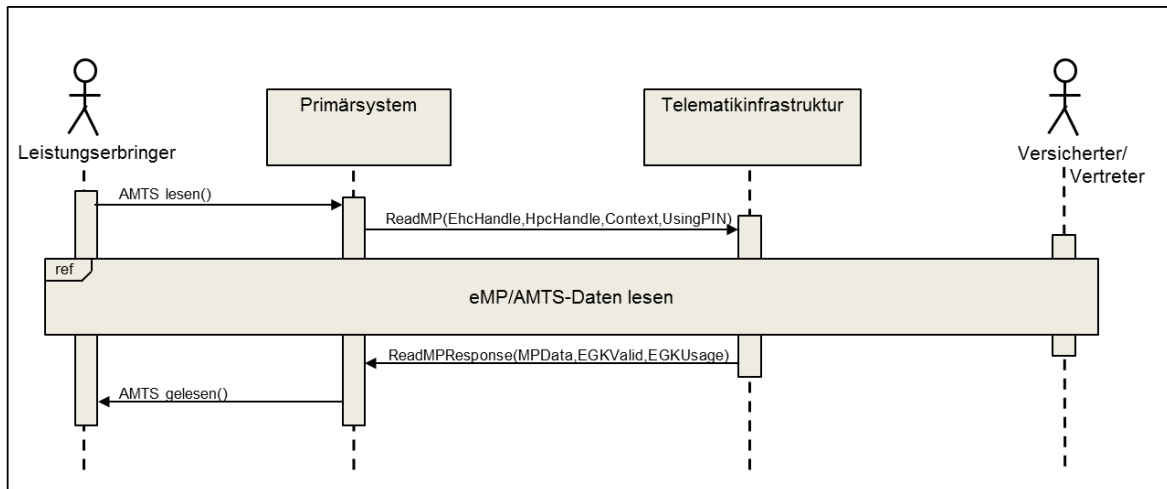 Primärsystem
Telematikinfrastruktur
Leistungserbringer
Versicherter/
Vertreter
AMTS lesen()
ReadMP(EhcHandle,HpcHandle,Context,UsingPIN)
ref
eMP/AMTS-Daten lesen
ReadMPResponse(MPData,EGKValid,EGKUsage)
AMTS gelesen()